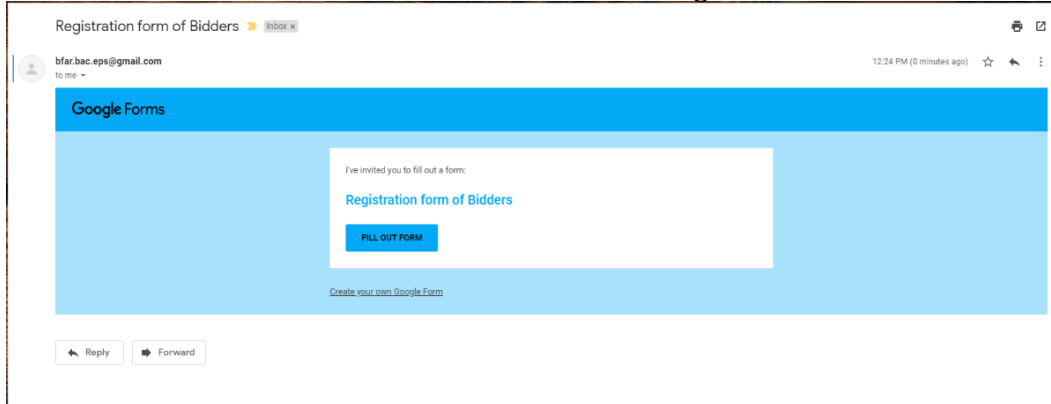 Registration form of Bidders Inbox x
bfar.bac.eps@gmail.com 12:24 PM (0 minutes ago)
to me
Google Forms
I've invited you to fill out a form:
Registration form of Bidders
FILL OUT FORM
Create your own Google Form
Reply Forward